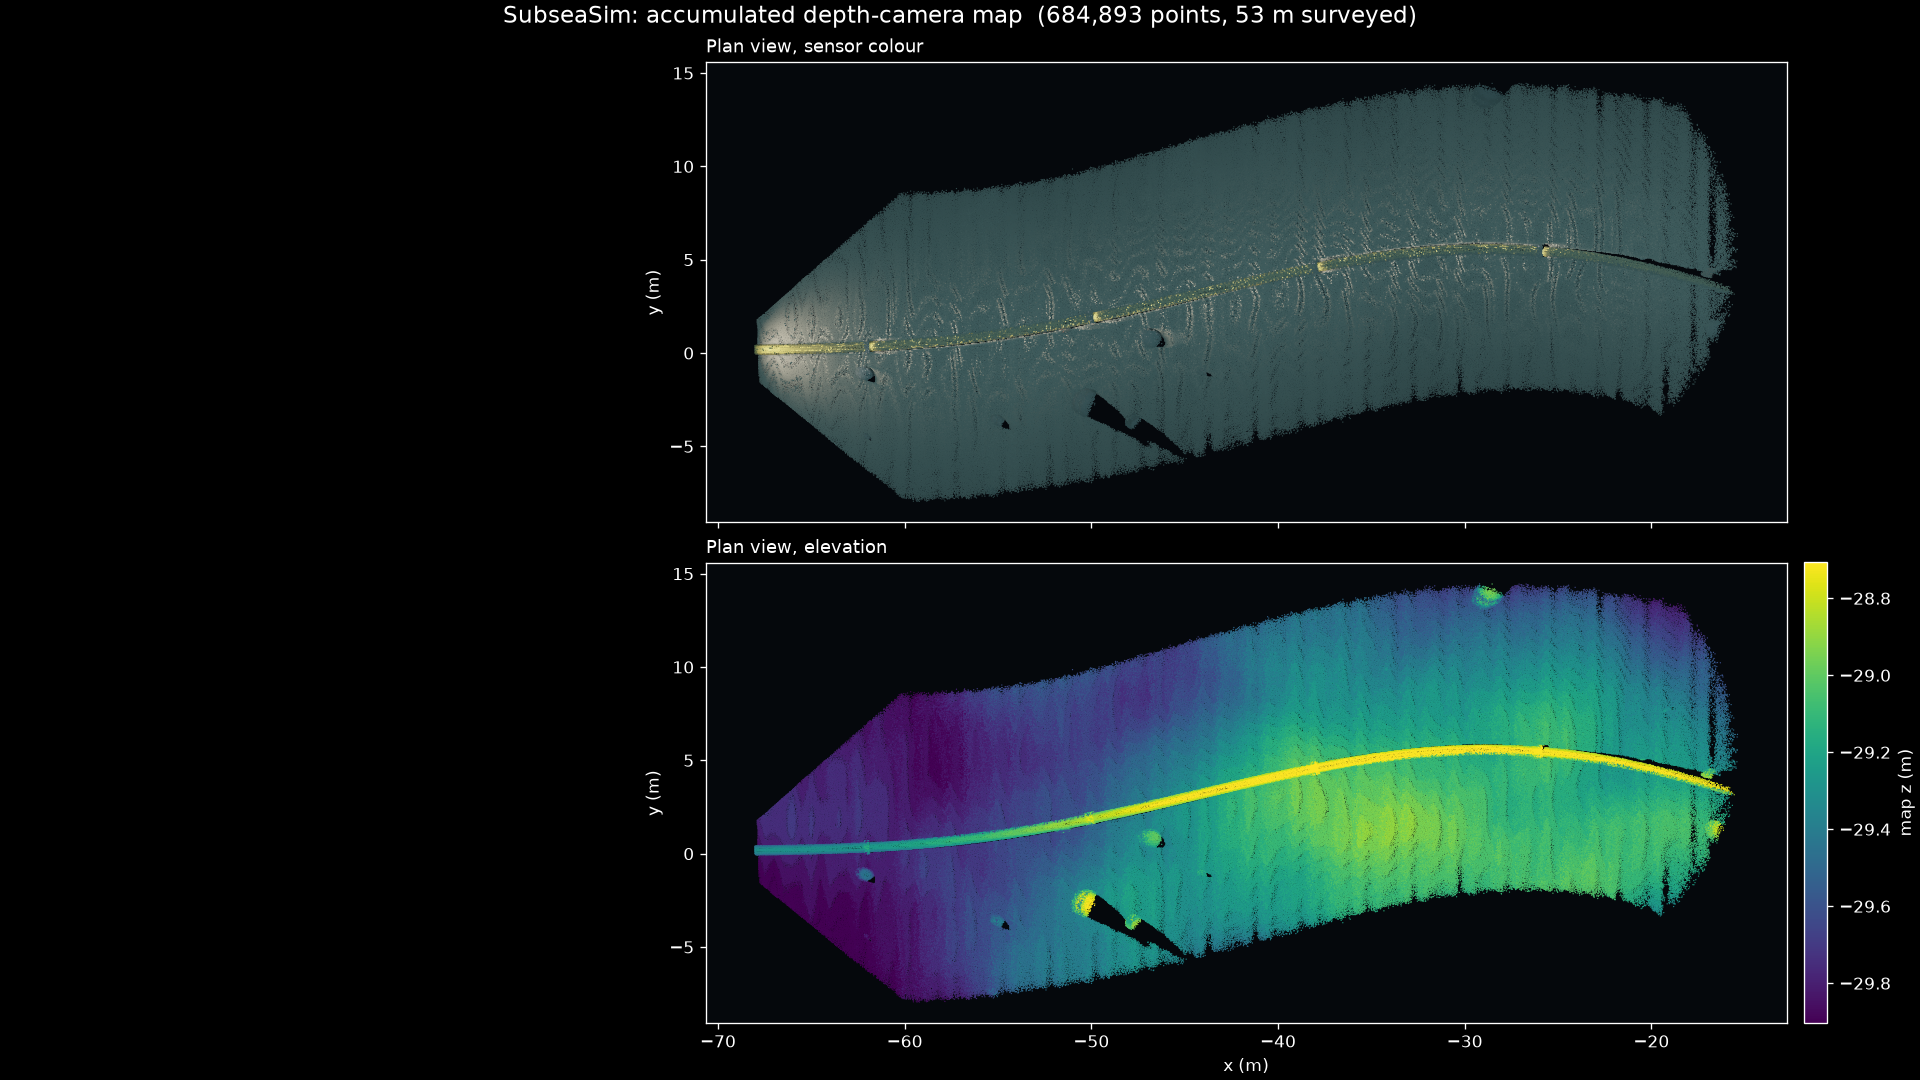 SubseaSim: accumulated depth-camera map (684,893 points, 53 m surveyed)
Plan view, sensor colour
15
10
5
0
−5
y (m)
Plan view, elevation
15
10
5
0
−5
y (m)
−70 −60 −50 −40 −30 −20
x (m)
−28.8
−29.0
−29.2
−29.4
−29.6
−29.8
map z (m)